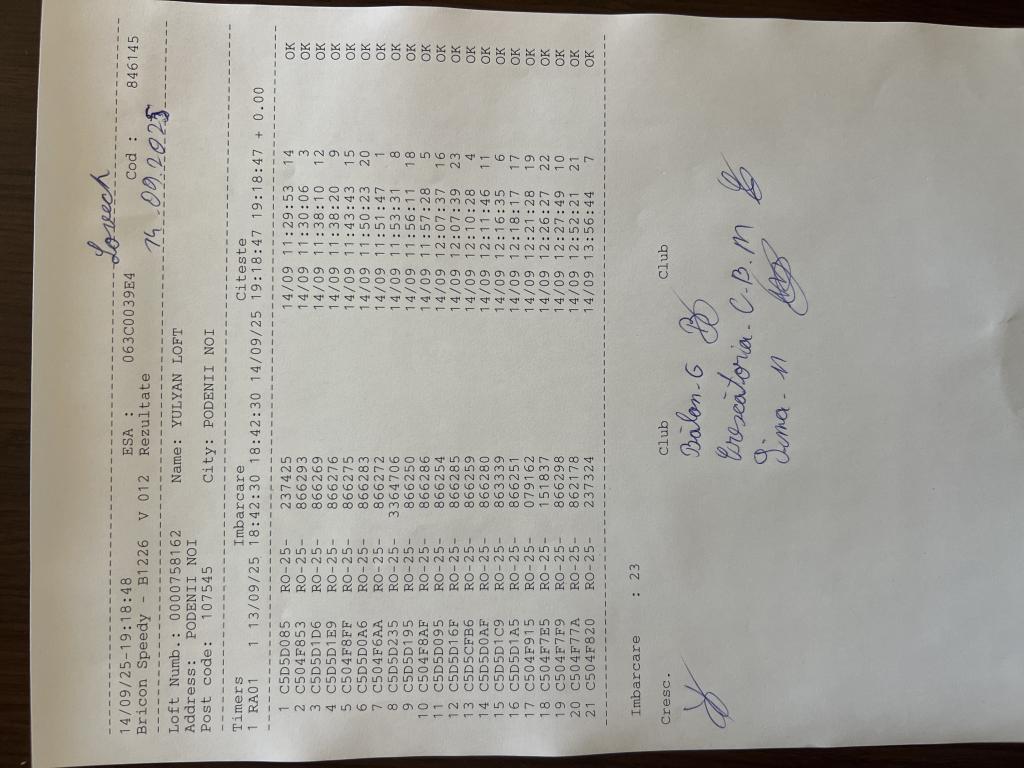 Lovech
14/09/25-19:18:48 ESA : 063C0039E4 Cod : 846145
Bricon Speedy - B1226 V 012 Rezultate 14.09.2025
Loft Numb.: 0000758162 Name: YULYAN LOFT
Address: PODENII NOI
Post code.: 107545 City: PODENII NOI
Timers Imbarcare Citeste
1 RA01 1 13/09/25 18:42:30 18:42:30 14/09/25 19:18:47 19:18:47 + 0.00
1 C5D5D085 RO-25- 237425 14/09 11:29:53 14 OK
2 C504F853 RO-25- 866293 14/09 11:30:06 3 OK
3 C5D5D1D6 RO-25- 866269 14/09 11:38:10 12 OK
4 C5D5D1E9 RO-25- 866276 14/09 11:38:20 9 OK
5 C504F8FF RO-25- 866275 14/09 11:43:43 15 OK
6 C5D5D0A6 RO-25- 866283 14/09 11:50:23 20 OK
7 C504F6AA RO-25- 866272 14/09 11:51:47 1 OK
8 C5D5D235 RO-25- 3364706 14/09 11:53:31 8 OK
9 C5D5D195 RO-25- 866250 14/09 11:56:11 18 OK
10 C504F8AF RO-25- 866286 14/09 11:57:28 5 OK
11 C5D5D095 RO-25- 866254 14/09 12:07:37 16 OK
12 C5D5D16F RO-25- 866285 14/09 12:07:39 23 OK
13 C5D5CFB6 RO-25- 866259 14/09 12:10:28 4 OK
14 C5D5D0AF RO-25- 866280 14/09 12:11:46 11 OK
15 C5D5D1C9 RO-25- 863339 14/09 12:16:35 6 OK
16 C5D5D1A5 RO-25- 866251 14/09 12:18:17 17 OK
17 C504F915 RO-25- 079162 14/09 12:21:28 19 OK
18 C504F7E5 RO-25- 151837 14/09 12:26:27 22 OK
19 C504F7F9 RO-25- 866298 14/09 12:27:49 10 OK
20 C504F77A RO-25- 862178 14/09 12:52:21 21 OK
21 C504F820 RO-25- 237324 14/09 13:56:44 7 OK
Imbarcare : 23
Cresc. Club Club
Bălan-G
Crescătoria-C.B.M
Dima-N